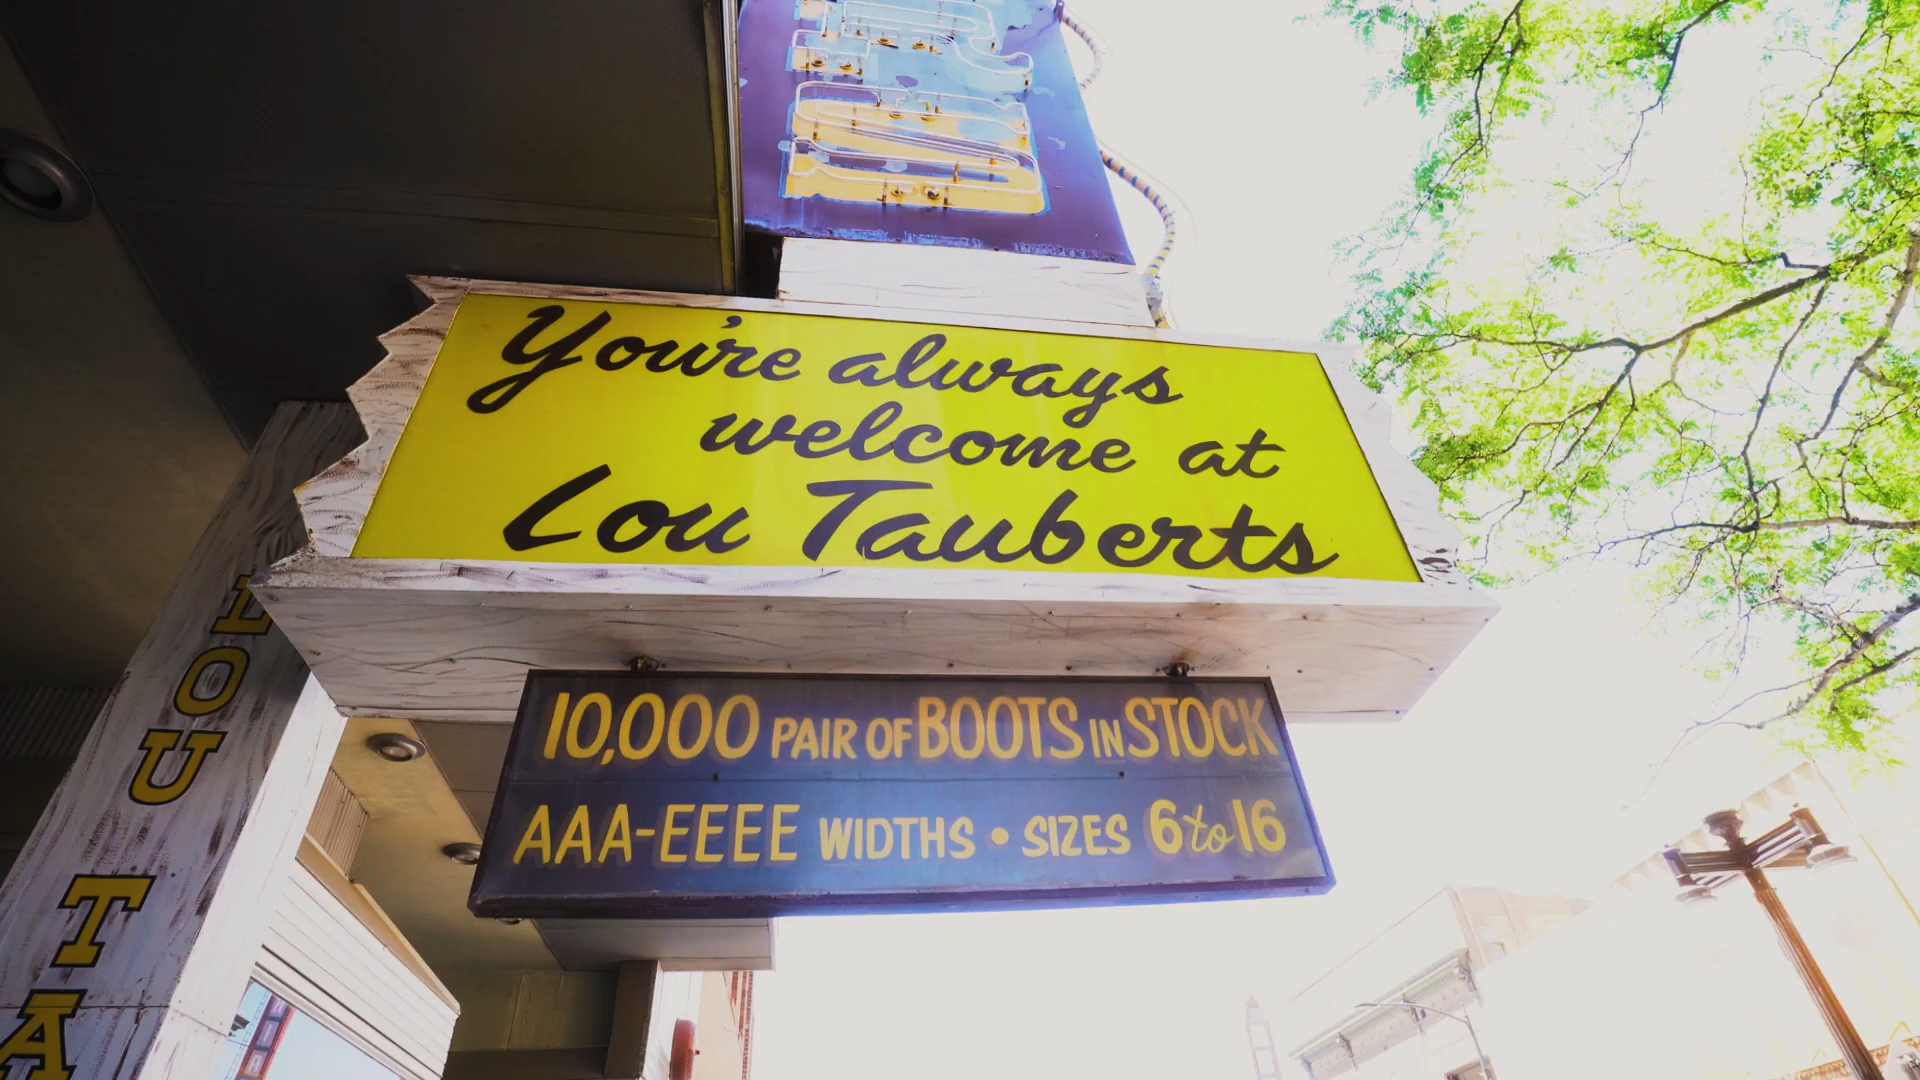 You're always
welcome at
Lou Tauberts
10,000 PAIR OF BOOTS IN STOCK
AAA-EEEE WIDTHS • SIZES 6 to 16
LOU TA